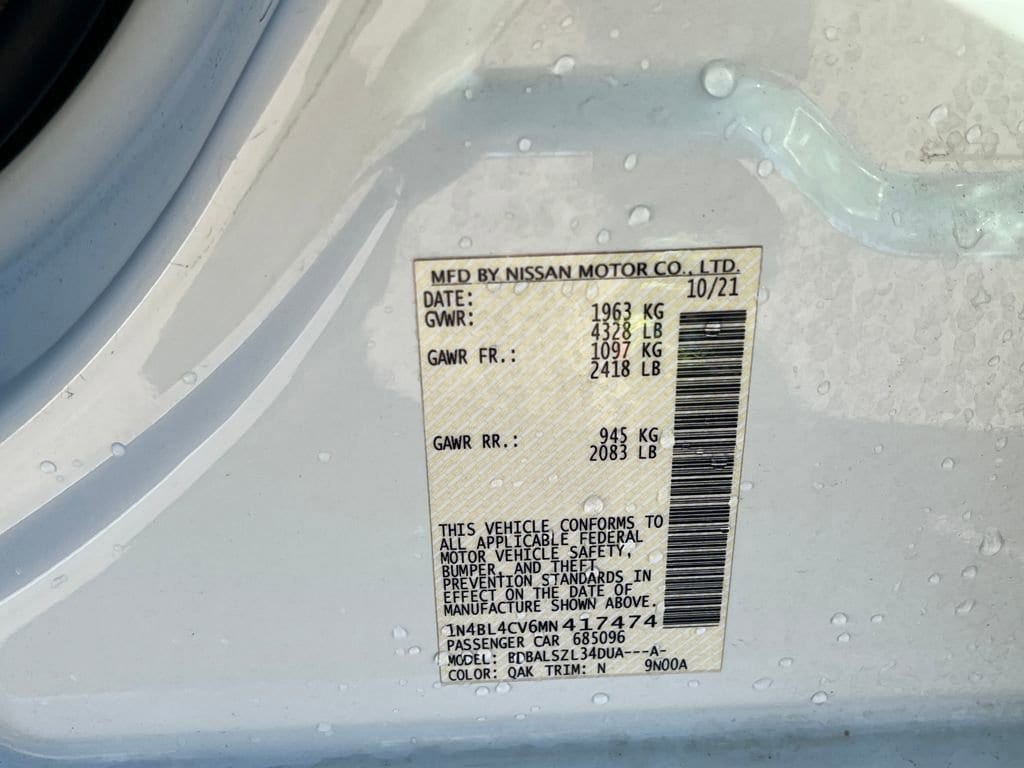 MFD BY NISSAN MOTOR CO., LTD.
DATE: 10/21
GVWR: 1963 KG
4328 LB
GAWR FR.: 1097 KG
2418 LB
GAWR RR.: 945 KG
2083 LB
THIS VEHICLE CONFORMS TO
ALL APPLICABLE FEDERAL
MOTOR VEHICLE SAFETY,
BUMPER, AND THEFT
PREVENTION STANDARDS IN
EFFECT ON THE DATE OF
MANUFACTURE SHOWN ABOVE.
1N4BL4CV6MN417474
PASSENGER CAR 685096
MODEL: BDBALSZL34DUA---A-
COLOR: QAK TRIM: N 9N00A